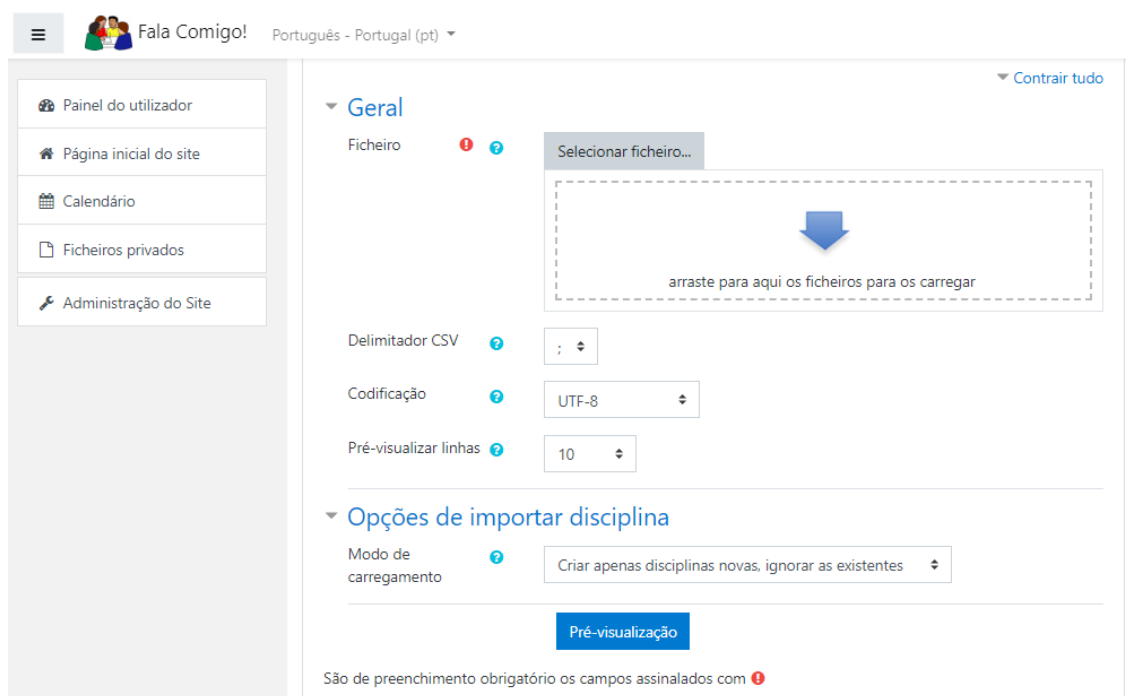 Fala Comigo!
Português - Portugal (pt)
Painel do utilizador
Página inicial do site
Calendário
Ficheiros privados
Administração do Site
Contrair tudo
Geral
Ficheiro
Selecionar ficheiro...
arraste para aqui os ficheiros para os carregar
Delimitador CSV
;
Codificação
UTF-8
Pré-visualizar linhas
10
Opções de importar disciplina
Modo de
carregamento
Criar apenas disciplinas novas, ignorar as existentes
Pré-visualização
São de preenchimento obrigatório os campos assinalados com